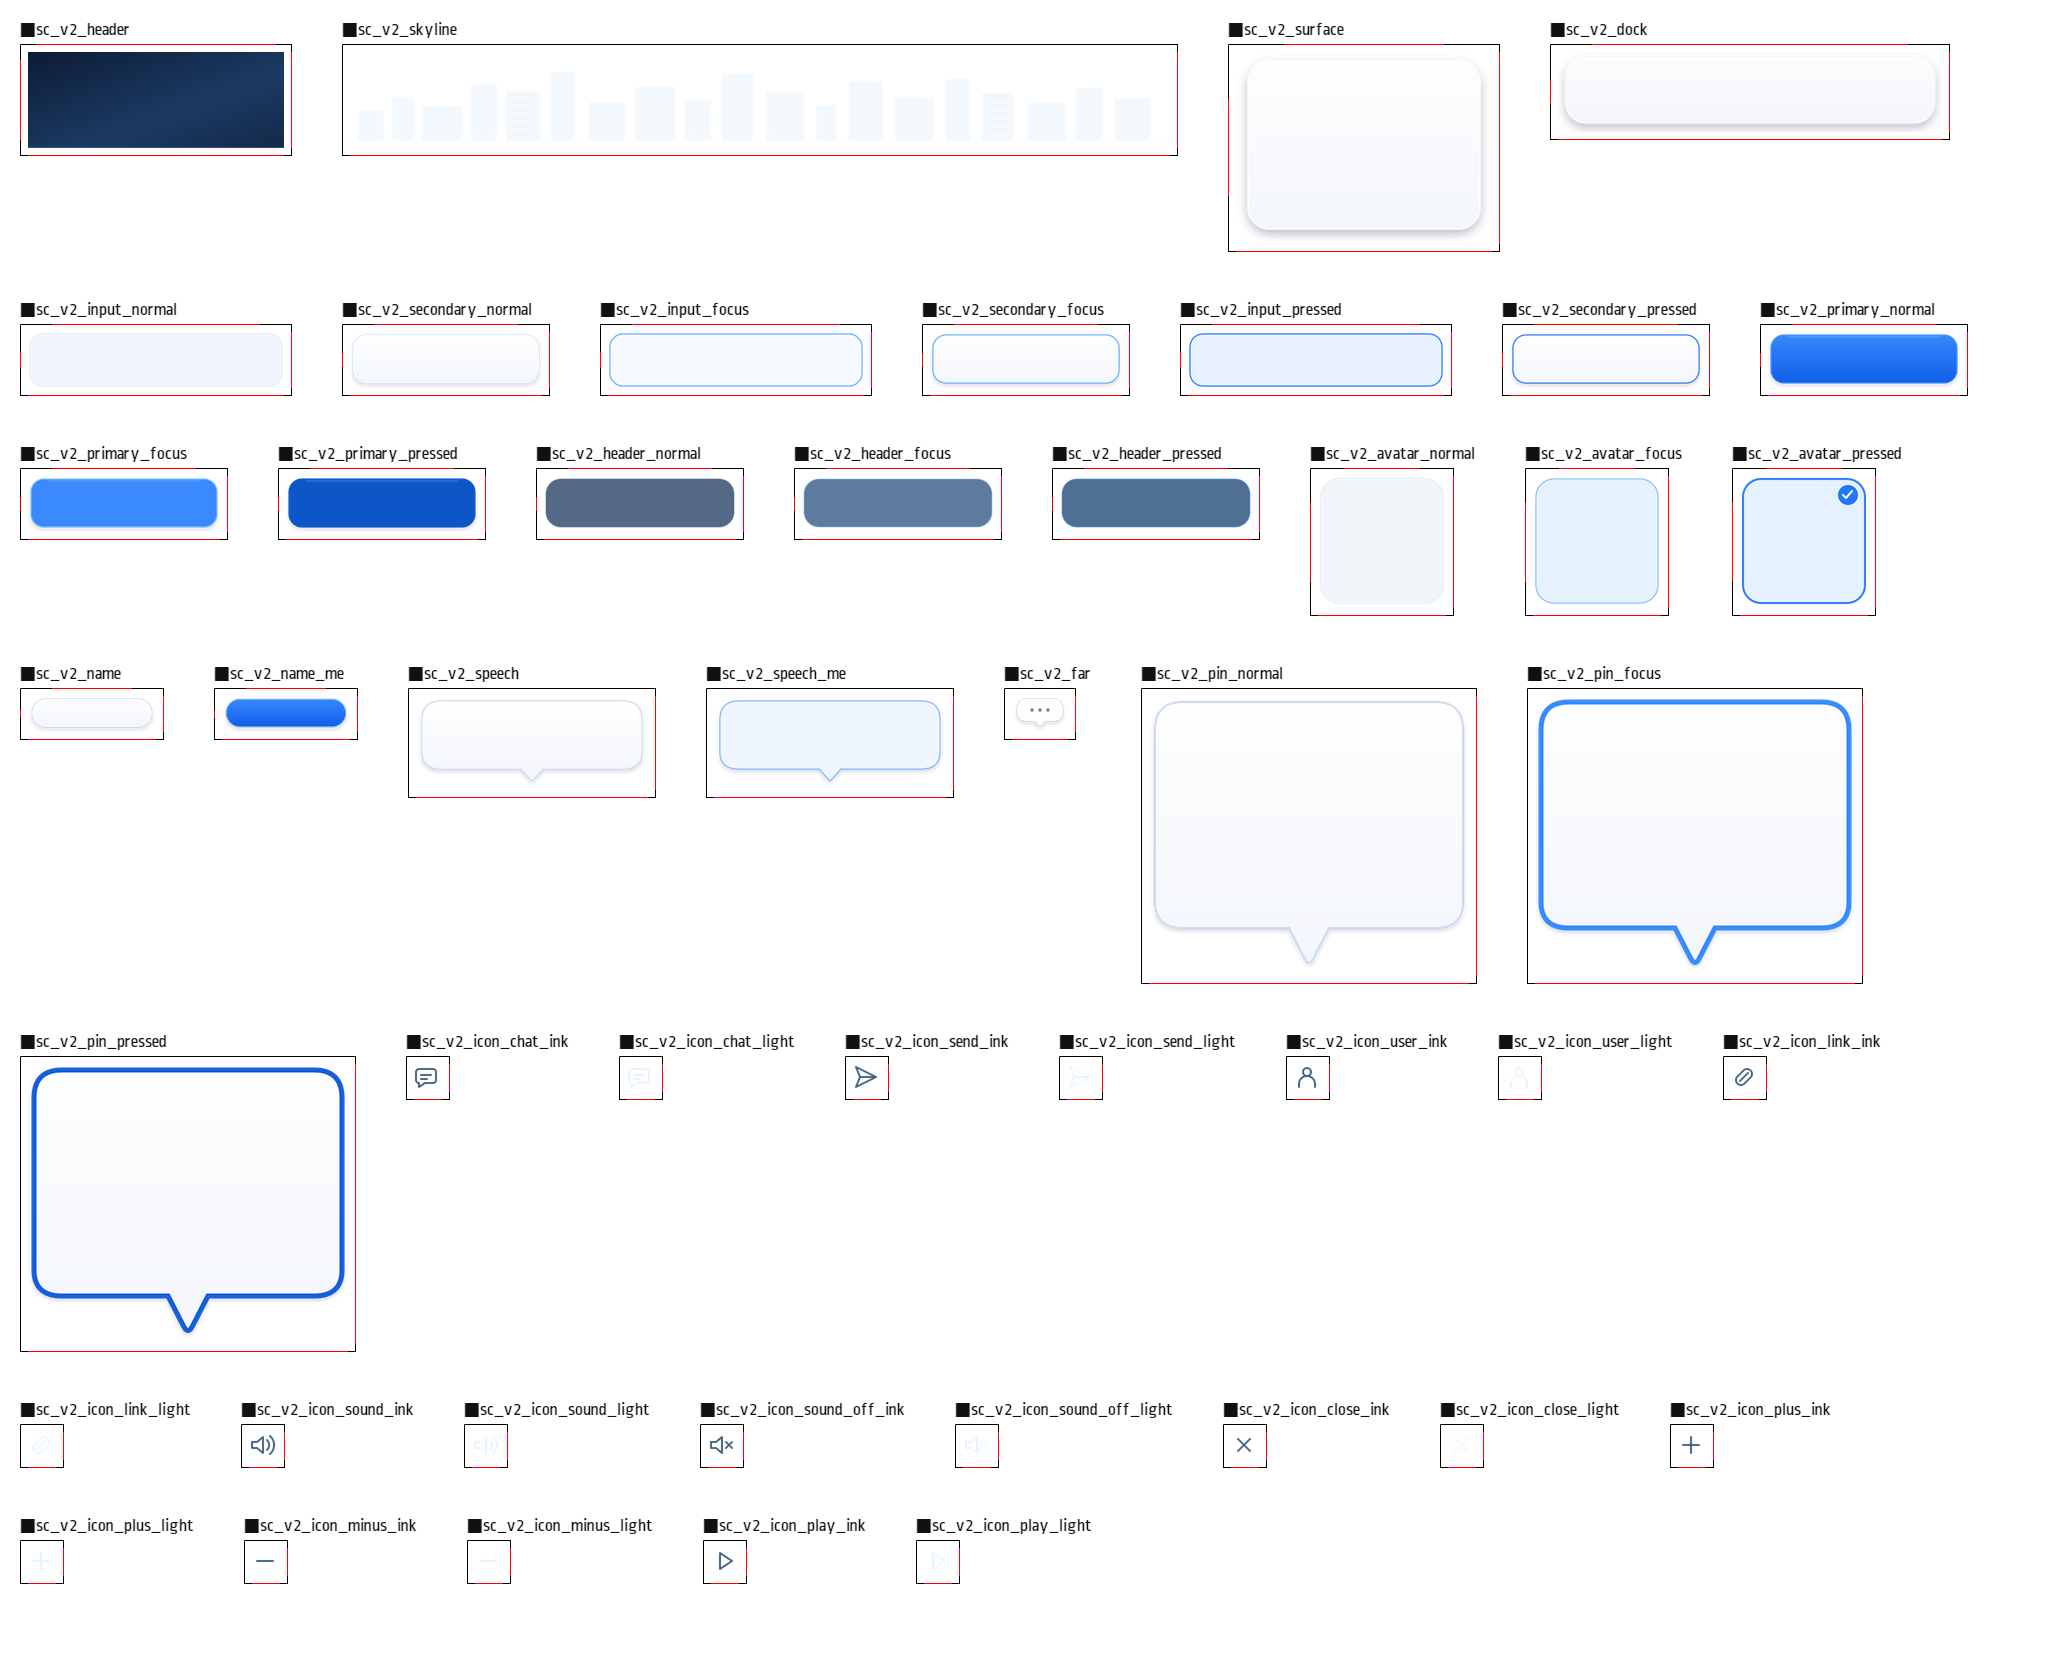 ■sc_v2_header ■sc_v2_skyline ■sc_v2_surface ■sc_v2_dock
■sc_v2_input_normal ■sc_v2_secondary_normal ■sc_v2_input_focus ■sc_v2_secondary_focus ■sc_v2_input_pressed ■sc_v2_secondary_pressed ■sc_v2_primary_normal
■sc_v2_primary_focus ■sc_v2_primary_pressed ■sc_v2_header_normal ■sc_v2_header_focus ■sc_v2_header_pressed ■sc_v2_avatar_normal ■sc_v2_avatar_focus ■sc_v2_avatar_pressed
■sc_v2_name ■sc_v2_name_me ■sc_v2_speech ■sc_v2_speech_me ■sc_v2_far ■sc_v2_pin_normal ■sc_v2_pin_focus
■sc_v2_pin_pressed ■sc_v2_icon_chat_ink ■sc_v2_icon_chat_light ■sc_v2_icon_send_ink ■sc_v2_icon_send_light ■sc_v2_icon_user_ink ■sc_v2_icon_user_light ■sc_v2_icon_link_ink
■sc_v2_icon_link_light ■sc_v2_icon_sound_ink ■sc_v2_icon_sound_light ■sc_v2_icon_sound_off_ink ■sc_v2_icon_sound_off_light ■sc_v2_icon_close_ink ■sc_v2_icon_close_light ■sc_v2_icon_plus_ink
■sc_v2_icon_plus_light ■sc_v2_icon_minus_ink ■sc_v2_icon_minus_light ■sc_v2_icon_play_ink ■sc_v2_icon_play_light